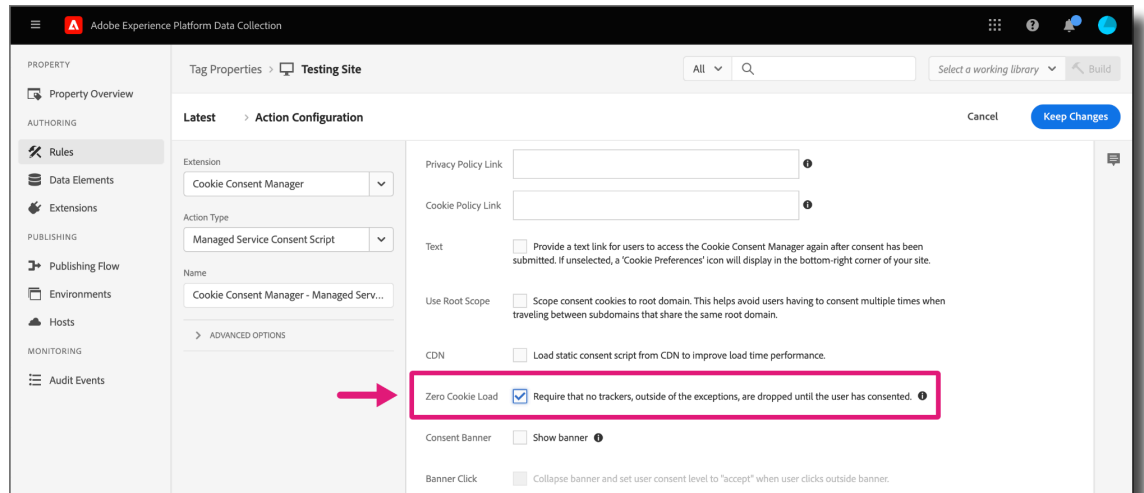 Adobe Experience Platform Data Collection
PROPERTY
Property Overview
AUTHORING
Rules
Data Elements
Extensions
PUBLISHING
Publishing Flow
Environments
Hosts
MONITORING
Audit Events
Tag Properties > Testing Site
All
Select a working library
Build
Latest > Action Configuration
Cancel
Keep Changes
Extension
Cookie Consent Manager
Action Type
Managed Service Consent Script
Name
Cookie Consent Manager - Managed Serv...
> ADVANCED OPTIONS
Privacy Policy Link
Cookie Policy Link
Text Provide a text link for users to access the Cookie Consent Manager again after consent has been
submitted. If unselected, a 'Cookie Preferences' icon will display in the bottom-right corner of your site.
Use Root Scope Scope consent cookies to root domain. This helps avoid users having to consent multiple times when
traveling between subdomains that share the same root domain.
CDN Load static consent script from CDN to improve load time performance.
Zero Cookie Load Require that no trackers, outside of the exceptions, are dropped until the user has consented.
Consent Banner Show banner
Banner Click Collapse banner and set user consent level to "accept" when user clicks outside banner.